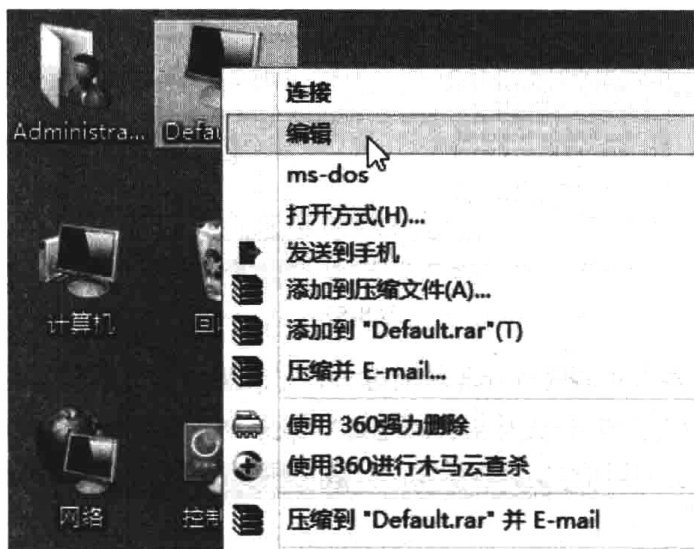 Administra...
Defau
连接
编辑
ms-dos
打开方式(H)...
发送到手机
添加到压缩文件(A)...
添加到 "Default.rar"(T)
压缩并 E-mail...
使用 360强力删除
使用360进行木马云查杀
压缩到 "Default.rar" 并 E-mail
计算机
回
网络
控制